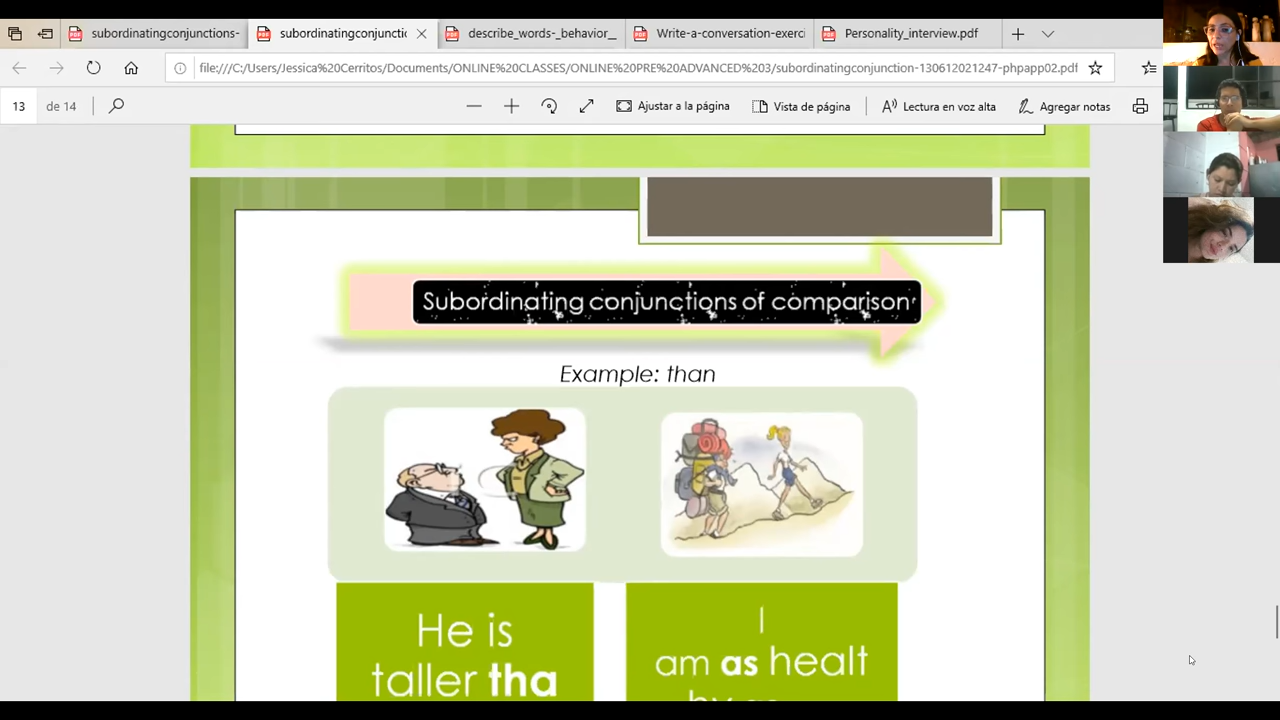 subordinatingconjunctions-
subordinatingconjuncti
describe_words-_behavior_
Write-a-conversation-exerci
Personality_interview.pdf
file:///C:/Users/Jessica%20Cerritos/Documents/ONLINE%20CLASSES/ONLINE%20PRE%20ADVANCED%203/subordinatingconjunction-130612021247-phpapp02.pdf
13 de 14
Ajustar a la página
Vista de página
Lectura en voz alta
Agregar notas
Subordinating conjunctions of comparison
Example: than
He is
taller tha
I
am as healt